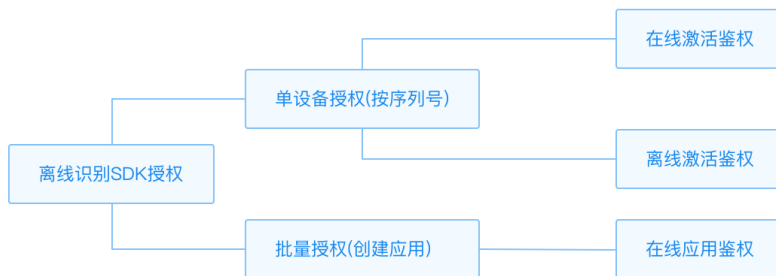 在线激活鉴权
单设备授权(按序列号)
离线激活鉴权
离线识别SDK授权
批量授权(创建应用)
在线应用鉴权